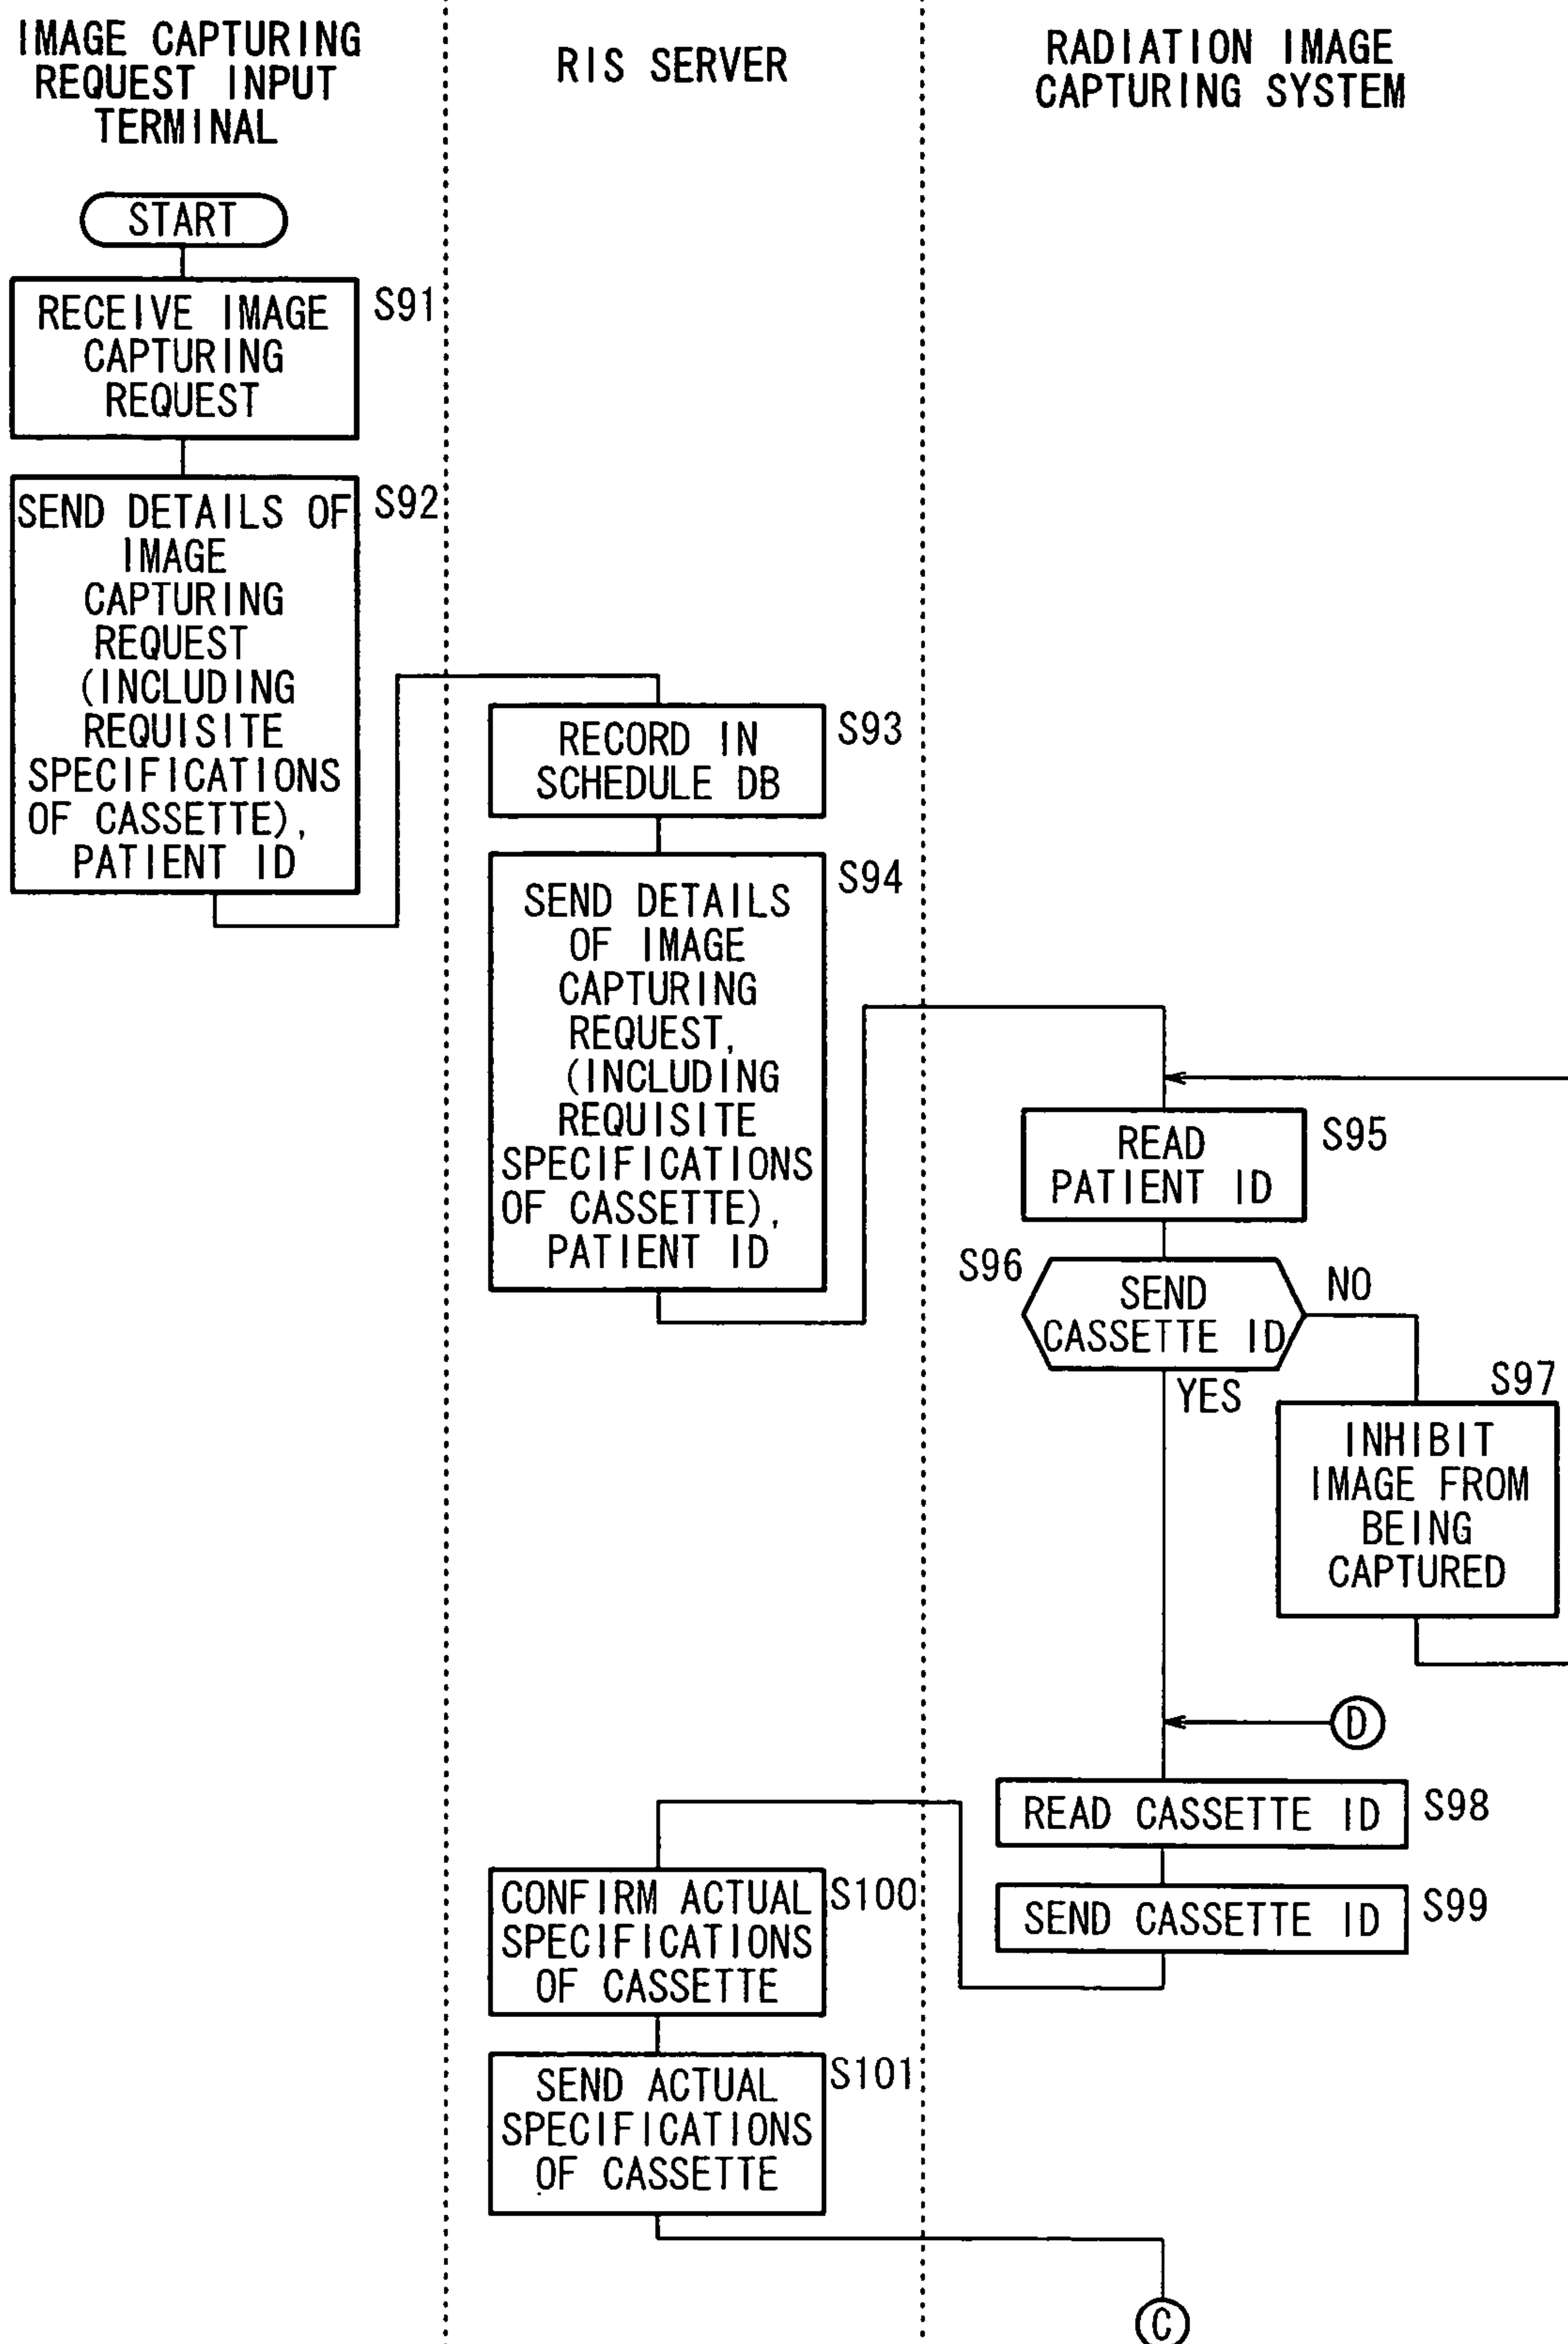 IMAGE CAPTURING
REQUEST INPUT
TERMINAL
RIS SERVER
RADIATION IMAGE
CAPTURING SYSTEM
START
RECEIVE IMAGE
CAPTURING
REQUEST
S91
SEND DETAILS OF
IMAGE
CAPTURING
REQUEST
(INCLUDING
REQUISITE
SPECIFICATIONS
OF CASSETTE),
PATIENT ID
S92
RECORD IN
SCHEDULE DB
S93
SEND DETAILS
OF IMAGE
CAPTURING
REQUEST,
(INCLUDING
REQUISITE
SPECIFICATIONS
OF CASSETTE),
PATIENT ID
S94
READ
PATIENT ID
S95
S96
SEND
CASSETTE ID
NO
YES
S97
INHIBIT
IMAGE FROM
BEING
CAPTURED
D
READ CASSETTE ID
S98
SEND CASSETTE ID
S99
CONFIRM ACTUAL
SPECIFICATIONS
OF CASSETTE
S100
SEND ACTUAL
SPECIFICATIONS
OF CASSETTE
S101
C